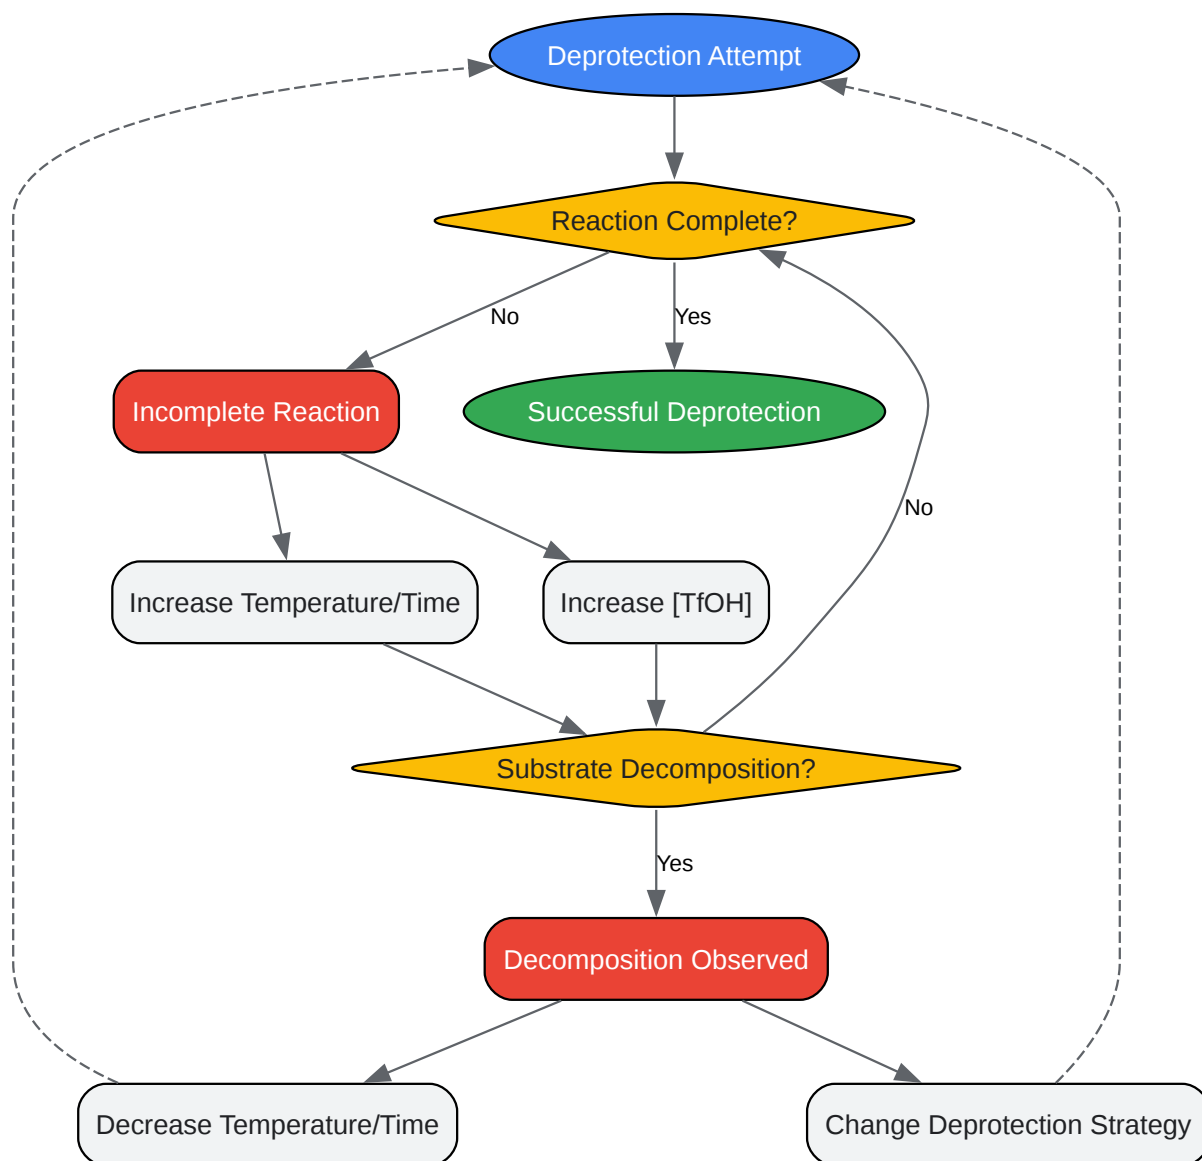 Deprotection Attempt
Reaction Complete?
No
Yes
Incomplete Reaction
Successful Deprotection
No
Increase Temperature/Time
Increase [TfOH]
Substrate Decomposition?
Yes
Decomposition Observed
Decrease Temperature/Time
Change Deprotection Strategy